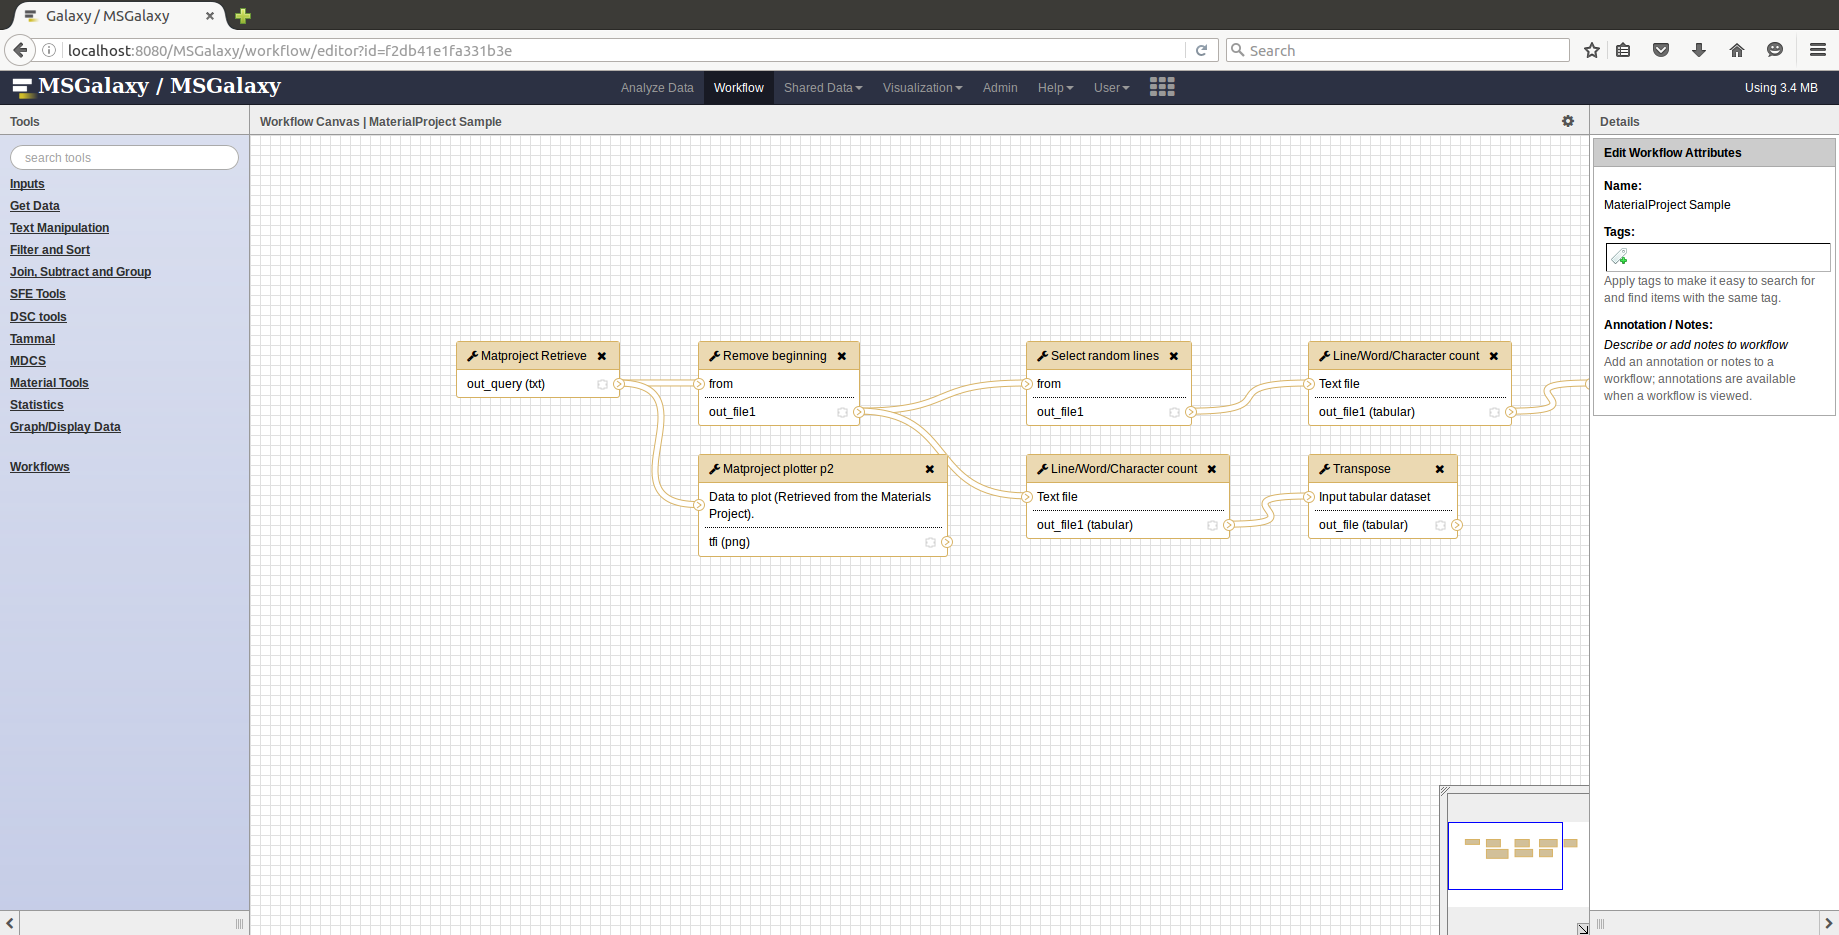 Galaxy / MSGalaxy
localhost:8080/MSGalaxy/workflow/editor?id=f2db41e1fa331b3e
Search
MSGalaxy / MSGalaxy
Analyze Data
Workflow
Shared Data
Visualization
Admin
Help
User
Using 3.4 MB
Tools
search tools
Inputs
Get Data
Text Manipulation
Filter and Sort
Join, Subtract and Group
SFE Tools
DSC tools
Tammal
MDCS
Material Tools
Statistics
Graph/Display Data
Workflows
Workflow Canvas | MaterialProject Sample
Matproject Retrieve
out_query (txt)
Remove beginning
from
out_file1
Matproject plotter p2
Data to plot (Retrieved from the Materials
Project).
tfi (png)
Select random lines
from
out_file1
Line/Word/Character count
Text file
out_file1 (tabular)
Line/Word/Character count
Text file
out_file1 (tabular)
Transpose
Input tabular dataset
out_file (tabular)
Details
Edit Workflow Attributes
Name:
MaterialProject Sample
Tags:
Apply tags to make it easy to search for
and find items with the same tag.
Annotation / Notes:
Describe or add notes to workflow
Add an annotation or notes to a
workflow; annotations are available
when a workflow is viewed.